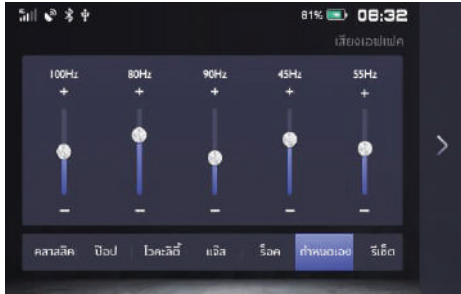 81% 08:32
เสียงเอฟเฟค
100Hz 80Hz 90Hz 45Hz 55Hz
+ + + + +
− − − − −
คลาสสิค ป๊อป โวคะลิตี้ แจ๊ส ร็อค กำหนดเอง รีเซ็ต